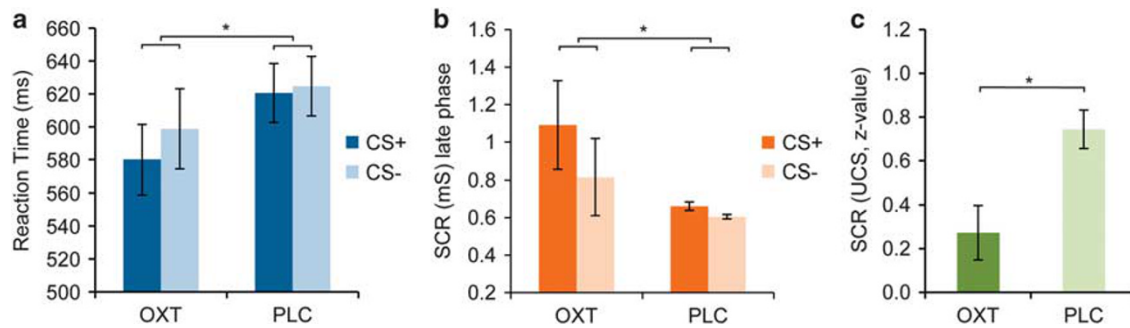 a
Reaction Time (ms)
660
640
620
600
580
560
540
520
500
*
OXT
PLC
CS+
CS-
b
SCR (mS) late phase
1.6
1.4
1.2
1
0.8
0.6
0.4
0.2
*
OXT
PLC
CS+
CS-
c
SCR (UCS, z-value)
1.2
1.0
0.8
0.6
0.4
0.2
0
*
OXT
PLC